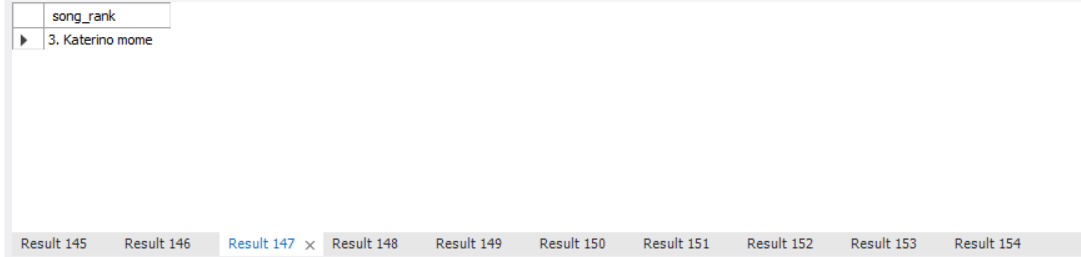 song_rank
3. Katerino mome
Result 145 Result 146 Result 147 × Result 148 Result 149 Result 150 Result 151 Result 152 Result 153 Result 154